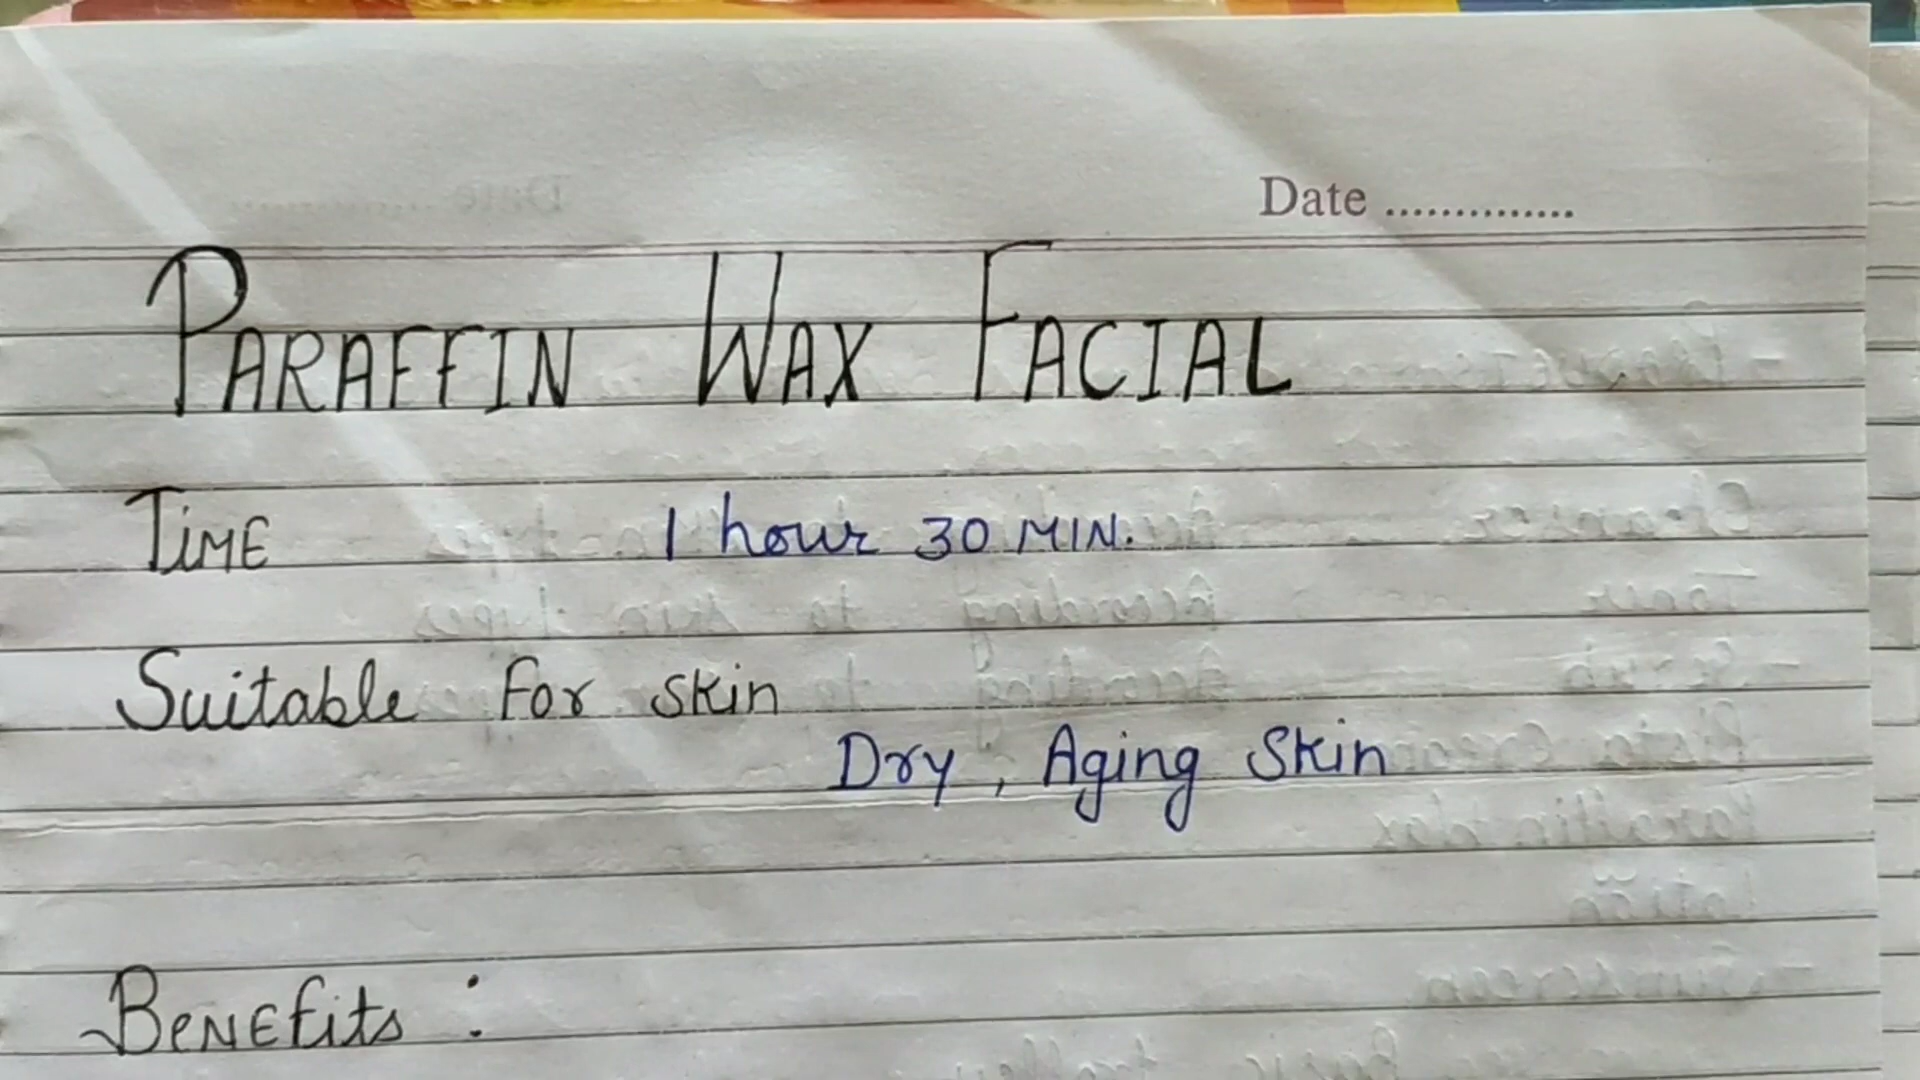 Date ..............
PARAFFIN WAX FACIAL
TIME 1 hour 30 MIN.
Suitable For skin
Dry, Aging Skin
BENEFits :